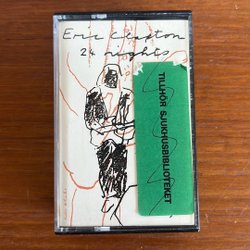 Eric Clapton
24 nights
TILLHÖR SJUKHUSBIBLIOTEKET